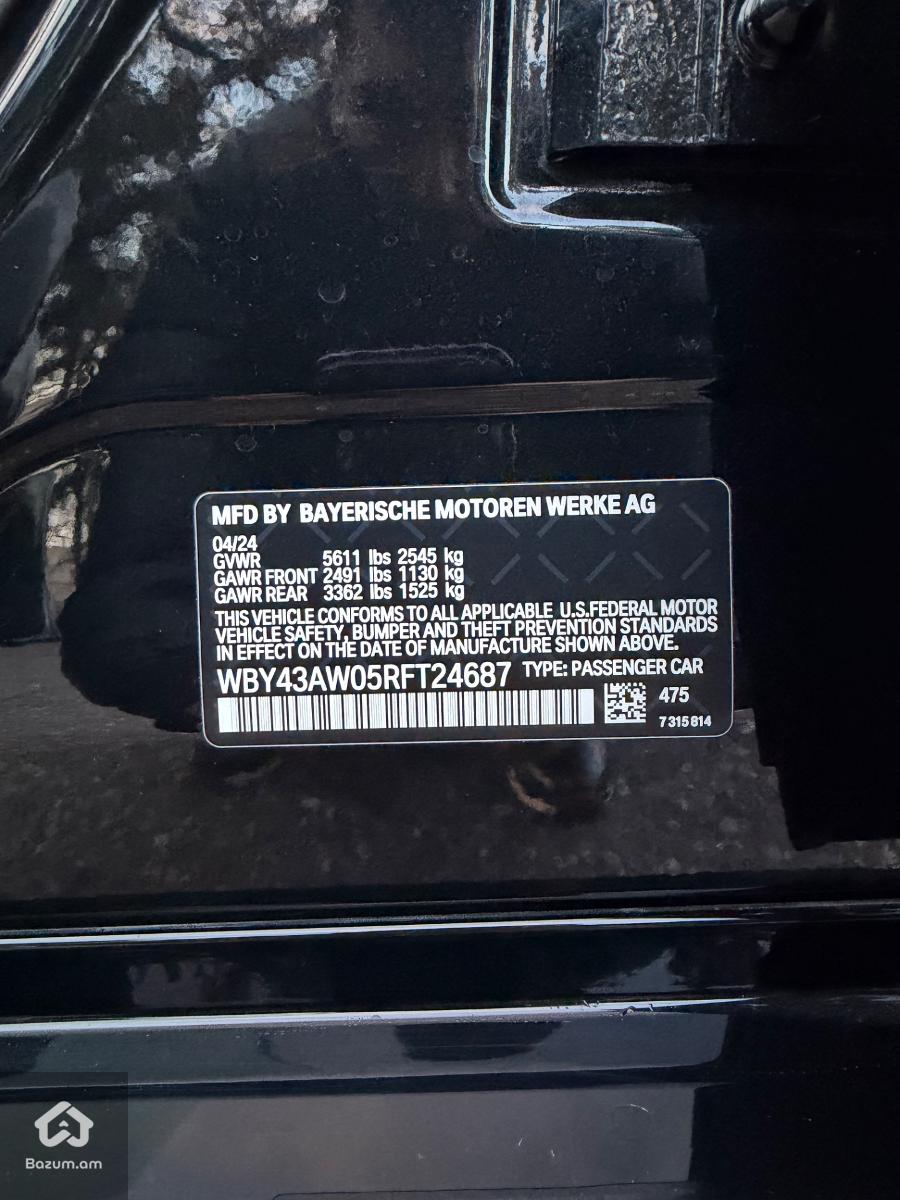 MFD BY BAYERISCHE MOTOREN WERKE AG
04/24
GVWR 5611 lbs 2545 kg
GAWR FRONT 2491 lbs 1130 kg
GAWR REAR 3362 lbs 1525 kg
THIS VEHICLE CONFORMS TO ALL APPLICABLE U.S.FEDERAL MOTOR
VEHICLE SAFETY, BUMPER AND THEFT PREVENTION STANDARDS
IN EFFECT ON THE DATE OF MANUFACTURE SHOWN ABOVE.
WBY43AW05RFT24687 TYPE: PASSENGER CAR
475
7 315 814
Bazum.am